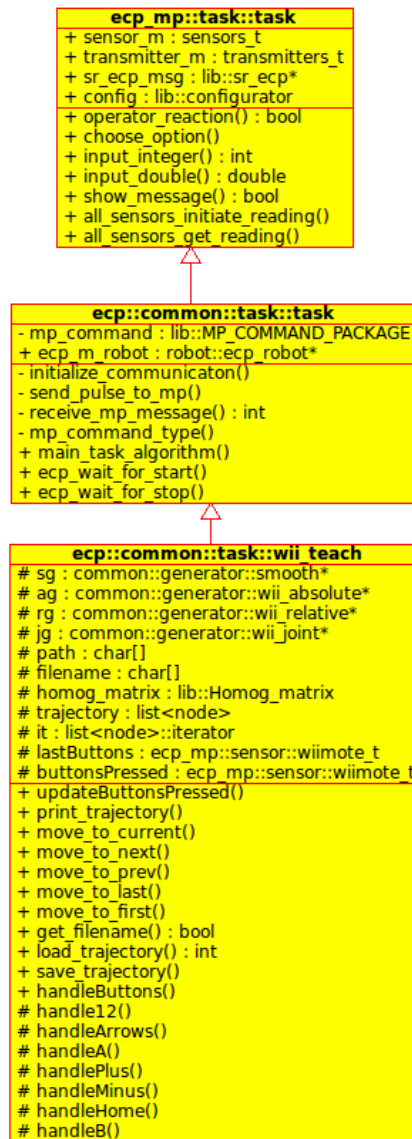 ecp_mp::task::task
+ sensor_m : sensors_t
+ transmitter_m : transmitters_t
+ sr_ecp_msg : lib::sr_ecp*
+ config : lib::configurator
+ operator_reaction() : bool
+ choose_option()
+ input_integer() : int
+ input_double() : double
+ show_message() : bool
+ all_sensors_initiate_reading()
+ all_sensors_get_reading()
ecp::common::task::task
- mp_command : lib::MP_COMMAND_PACKAGE
+ ecp_m_robot : robot::ecp_robot*
- initialize_communicaton()
- send_pulse_to_mp()
- receive_mp_message() : int
- mp_command_type()
+ main_task_algorithm()
+ ecp_wait_for_start()
+ ecp_wait_for_stop()
ecp::common::task::wii_teach
# sg : common::generator::smooth*
# ag : common::generator::wii_absolute*
# rg : common::generator::wii_relative*
# jg : common::generator::wii_joint*
# path : char[]
# filename : char[]
# homog_matrix : lib::Homog_matrix
# trajectory : list<node>
# it : list<node>::iterator
# lastButtons : ecp_mp::sensor::wiimote_t
# buttonsPressed : ecp_mp::sensor::wiimote_t
+ updateButtonsPressed()
+ print_trajectory()
+ move_to_current()
+ move_to_next()
+ move_to_prev()
+ move_to_last()
+ move_to_first()
+ get_filename() : bool
+ load_trajectory() : int
+ save_trajectory()
+ handleButtons()
# handle12()
# handleArrows()
# handleA()
# handlePlus()
# handleMinus()
# handleHome()
# handleB()